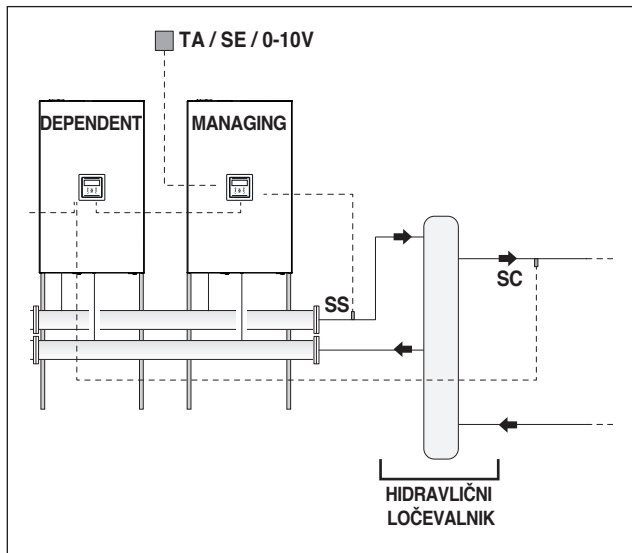 TA / SE / 0-10V
DEPENDENT
MANAGING
SS
SC
HIDRAVLIČNI
LOČEVALNIK